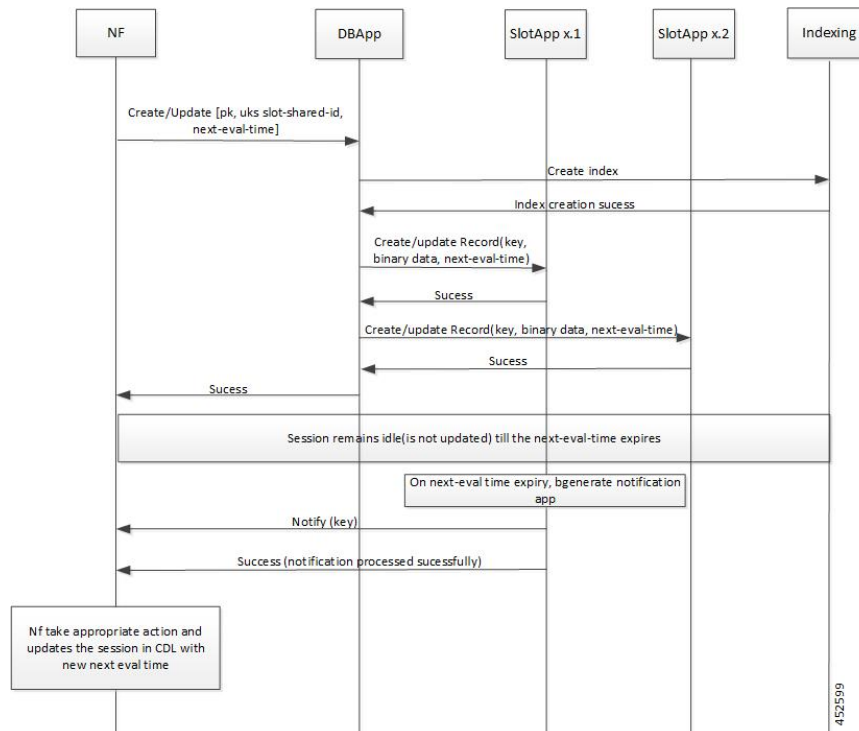 NF
DBApp
SlotApp x.1
SlotApp x.2
Indexing
Create/Update [pk, uks slot-shared-id,
next-eval-time]
Create index
Index creation sucess
Create/update Record(key,
binary data, next-eval-time)
Sucess
Create/update Record(key, binary data, next-eval-time)
Sucess
Sucess
Session remains idle(is not updated) till the next-eval-time expires
On next-eval time expiry, bgenerate notification
app
Notify (key)
Success (notification processed sucessfully)
Nf take appropriate action and
updates the session in CDL with
new next eval time
452599